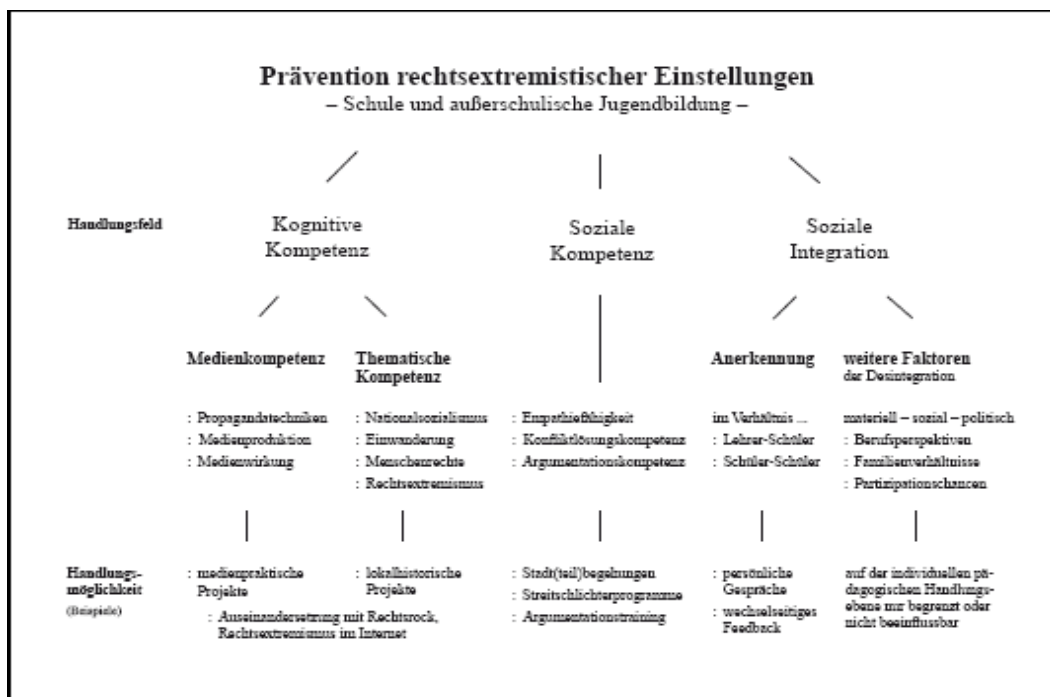 Prävention rechtsextremistischer Einstellungen
– Schule und außerschulische Jugendbildung –
Handlungsfeld
Kognitive
Kompetenz
Soziale
Kompetenz
Soziale
Integration
Medienkompetenz
Thematische
Kompetenz
Anerkennung
weitere Faktoren
der Desintegration
: Propagandatechniken
: Medienproduktion
: Medienwirkung
: Nationalsozialismus
: Einwanderung
: Menschenrechte
: Rechtsextremismus
: Empathiefähigkeit
: Konfliktlösungskompetenz
: Argumentationskompetenz
im Verhältnis ...
: Lehrer-Schüler
: Schüler-Schüler
materiell – sozial – politisch
: Berufsperspektiven
: Familienverhältnisse
: Partizipationschancen
Handlungs-
möglichkeit
(Beispiele)
: medienpraktische
Projekte
: lokalhistorische
Projekte
: Auseinandersetzung mit Rechtsrock,
Rechtsextremismus im Internet
: Stadt(teil)begehungen
: Streitschlichterprogramme
: Argumentationstraining
: persönliche
Gespräche
: wechselseitiges
Feedback
auf der individuellen pä-
dagogischen Handlungs-
ebene nur begrenzt oder
nicht beeinflussbar